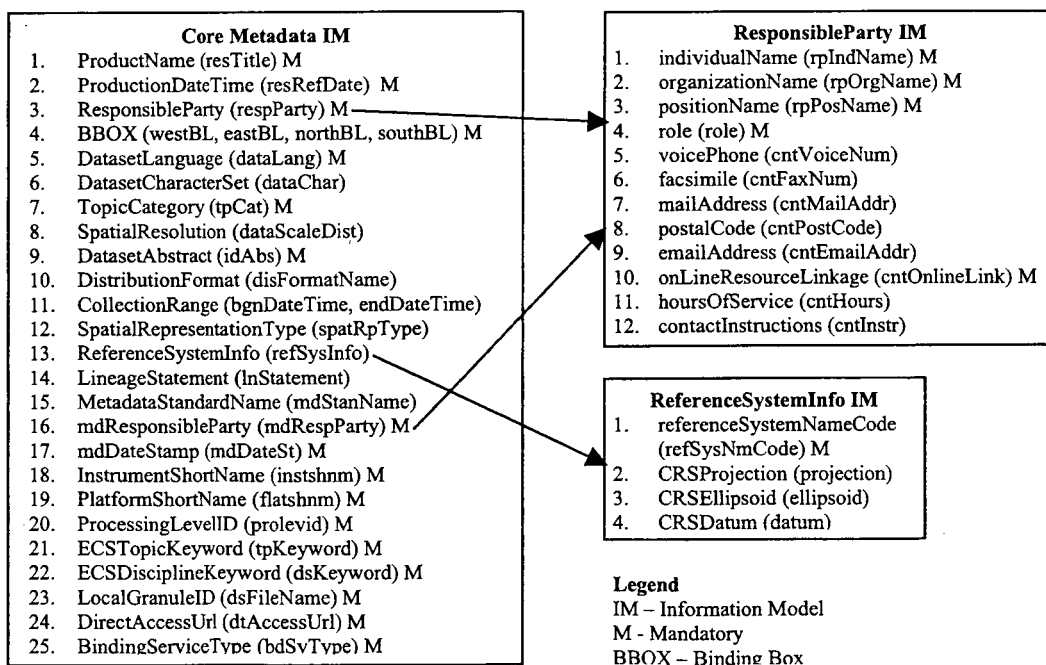 Core Metadata IM
1. ProductName (resTitle) M
2. ProductionDateTime (resRefDate) M
3. ResponsibleParty (respParty) M
4. BBOX (westBL, eastBL, northBL, southBL) M
5. DatasetLanguage (dataLang) M
6. DatasetCharacterSet (dataChar)
7. TopicCategory (tpCat) M
8. SpatialResolution (dataScaleDist)
9. DatasetAbstract (idAbs) M
10. DistributionFormat (disFormatName)
11. CollectionRange (bgnDateTime, endDateTime)
12. SpatialRepresentationType (spatRpType)
13. ReferenceSystemInfo (refSysInfo)
14. LineageStatement (lnStatement)
15. MetadataStandardName (mdStanName)
16. mdResponsibleParty (mdRespParty) M
17. mdDateStamp (mdDateSt) M
18. InstrumentShortName (instshnm) M
19. PlatformShortName (flatshnm) M
20. ProcessingLevelID (prolevid) M
21. ECSTopicKeyword (tpKeyword) M
22. ECSDisciplineKeyword (dsKeyword) M
23. LocalGranuleID (dsFileName) M
24. DirectAccessUrl (dtAccessUrl) M
25. BindingServiceType (bdSvType) M
ResponsibleParty IM
1. individualName (rpIndName) M
2. organizationName (rpOrgName) M
3. positionName (rpPosName) M
4. role (role) M
5. voicePhone (cntVoiceNum)
6. facsimile (cntFaxNum)
7. mailAddress (cntMailAddr)
8. postalCode (cntPostCode)
9. emailAddress (cntEmailAddr)
10. onLineResourceLinkage (cntOnlineLink) M
11. hoursOfService (cntHours)
12. contactInstructions (cntInstr)
ReferenceSystemInfo IM
1. referenceSystemNameCode
(refSysNmCode) M
2. CRSProjection (projection)
3. CRSEllipsoid (ellipsoid)
4. CRSDatum (datum)
Legend
IM – Information Model
M - Mandatory
BBOX – Binding Box